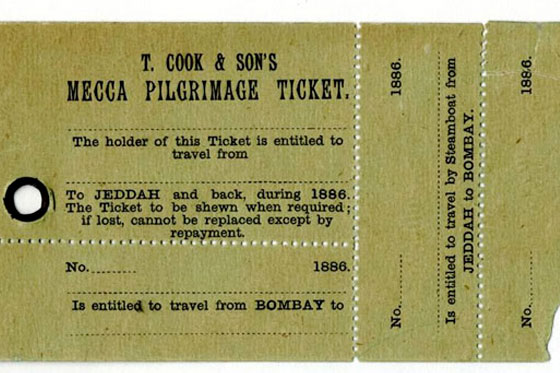 T. COOK & SON'S
MECCA PILGRIMAGE TICKET.
The holder of this Ticket is entitled to
travel from
To JEDDAH and back, during 1886.
The Ticket to be shewn when required;
if lost, cannot be replaced except by
repayment.
No. 1886.
Is entitled to travel from BOMBAY to
No. 1886.
Is entitled to travel by Steamboat from
JEDDAH to BOMBAY.
No. 1886.